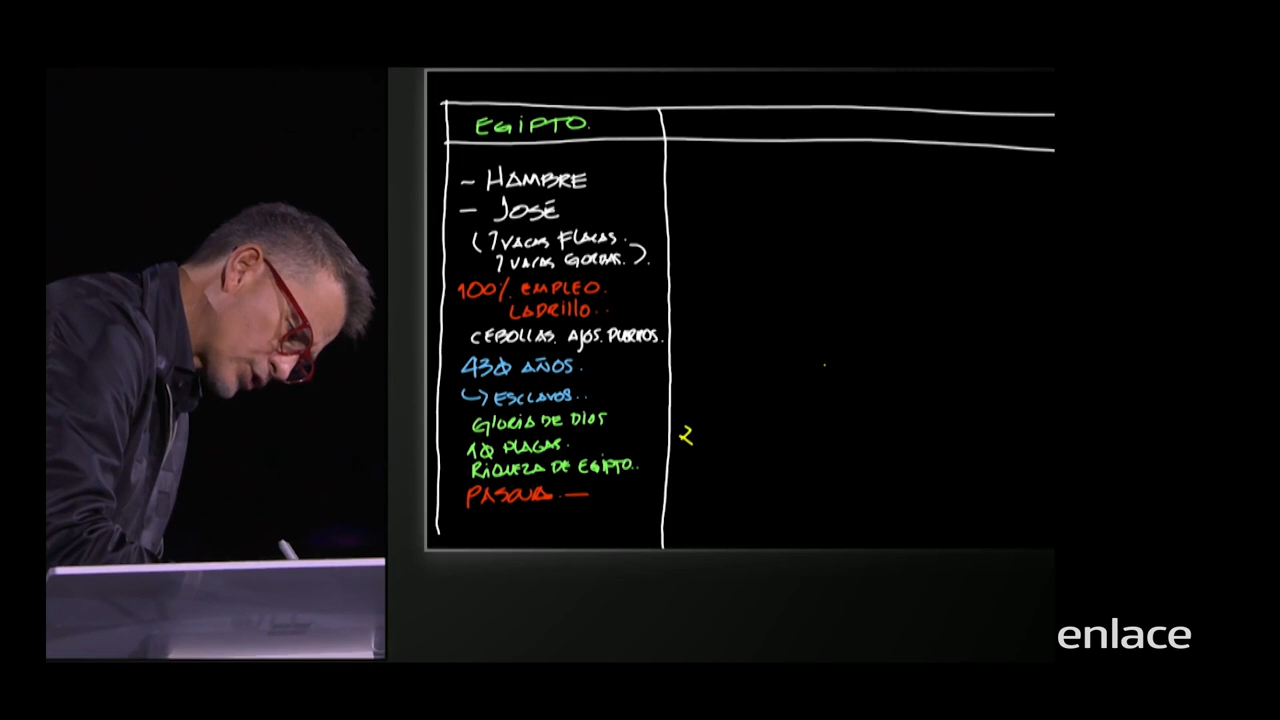 EGIPTO.
- HAMBRE
- JOSÉ
(7 VACAS FLACAS.
7 VACAS GORDAS.).
100% EMPLEO.
LADRILLO..
CEBOLLAS. AJOS. PUERROS.
430 AÑOS.
↳ ESCLAVOS..
GLORIA DE DIOS
10 PLAGAS.
RIQUEZA DE EGIPTO..
PASCUA. —
enlace